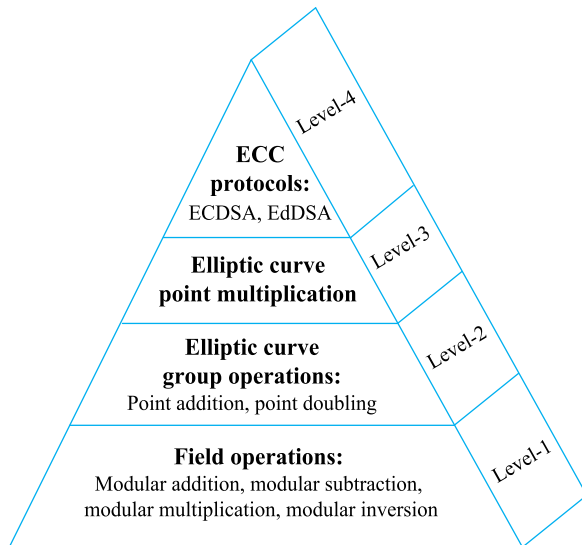 Level-4
ECC
protocols:
ECDSA, EdDSA
Level-3
Elliptic curve
point multiplication
Level-2
Elliptic curve
group operations:
Point addition, point doubling
Level-1
Field operations:
Modular addition, modular subtraction,
modular multiplication, modular inversion